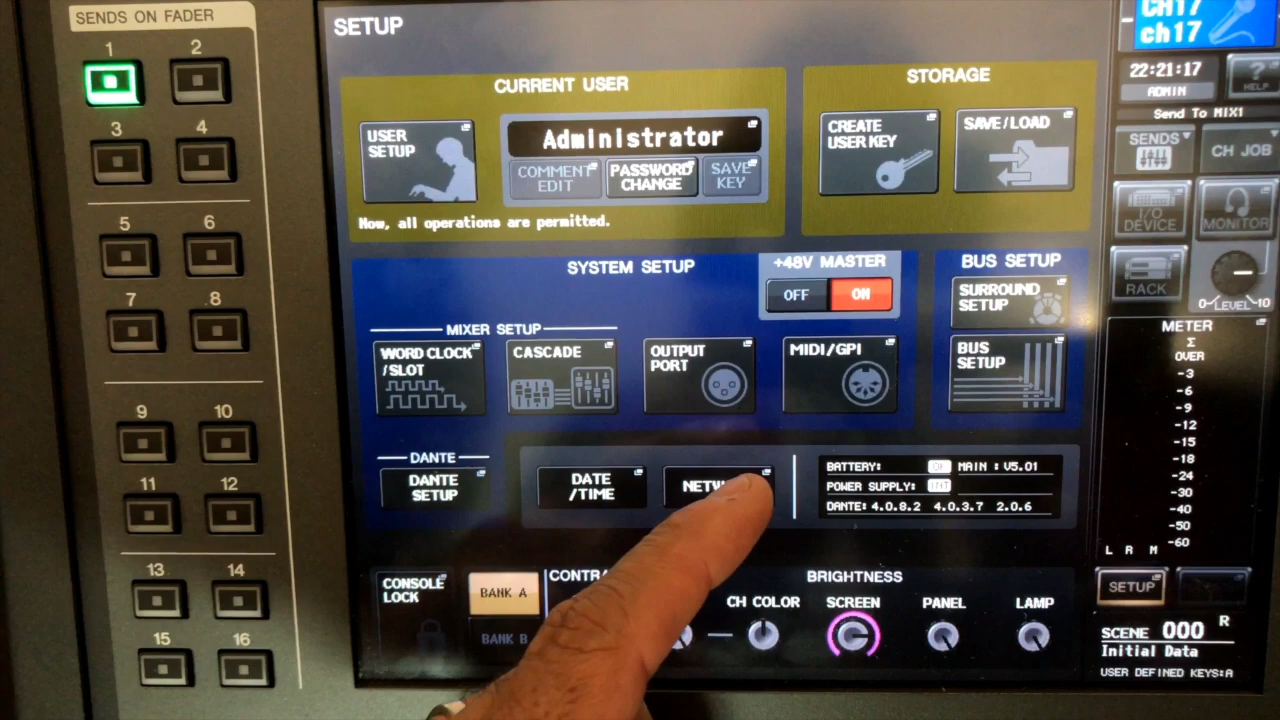 SENDS ON FADER
1
2
3
4
5
6
7
8
9
10
11
12
13
14
15
16
SETUP
CURRENT USER
USER SETUP
Administrator
COMMENT EDIT
PASSWORD CHANGE
SAVE KEY
Now, all operations are permitted.
STORAGE
CREATE USER KEY
SAVE/LOAD
SYSTEM SETUP
+48V MASTER
OFF
ON
MIXER SETUP
WORD CLOCK /SLOT
CASCADE
OUTPUT PORT
MIDI/GPI
BUS SETUP
SURROUND SETUP
BUS SETUP
DANTE
DANTE SETUP
DATE /TIME
BATTERY:
MAIN : V5.01
POWER SUPPLY: INT
DANTE: 4.0.8.2 4.0.3.7 2.0.6
CONSOLE LOCK
BANK A
BANK B
BRIGHTNESS
CH COLOR
SCREEN
PANEL
LAMP
CH17
ch17
22:21:17
ADMIN
?
HELP
Send To MIX1
SENDS
CH JOB
I/O DEVICE
MONITOR
RACK
0 LEVEL 10
METER
Σ
OVER
-3
-6
-9
-12
-15
-18
-24
-30
-40
-50
-60
L R M
SETUP
SCENE 000 R
Initial Data
USER DEFINED KEYS:A